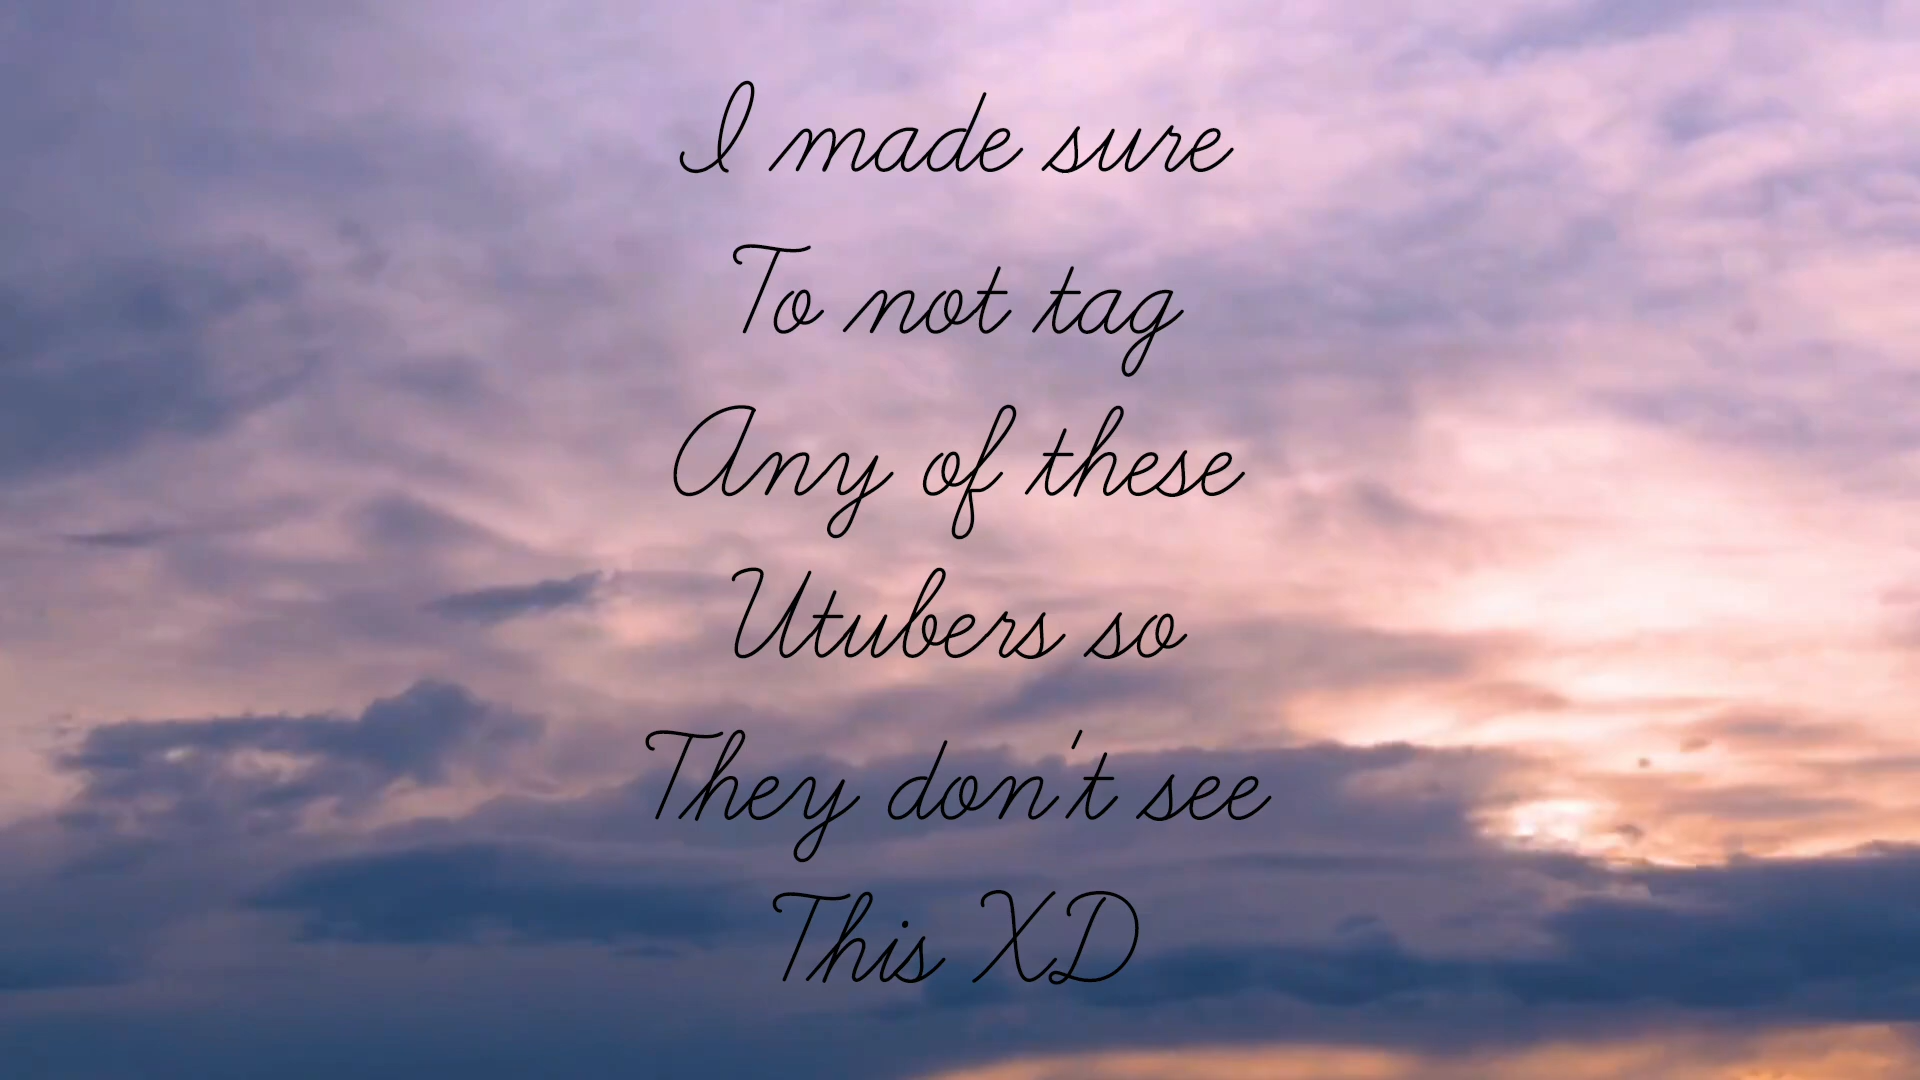 I made sure
To not tag
Any of these
Utubers so
They don't see
This XD